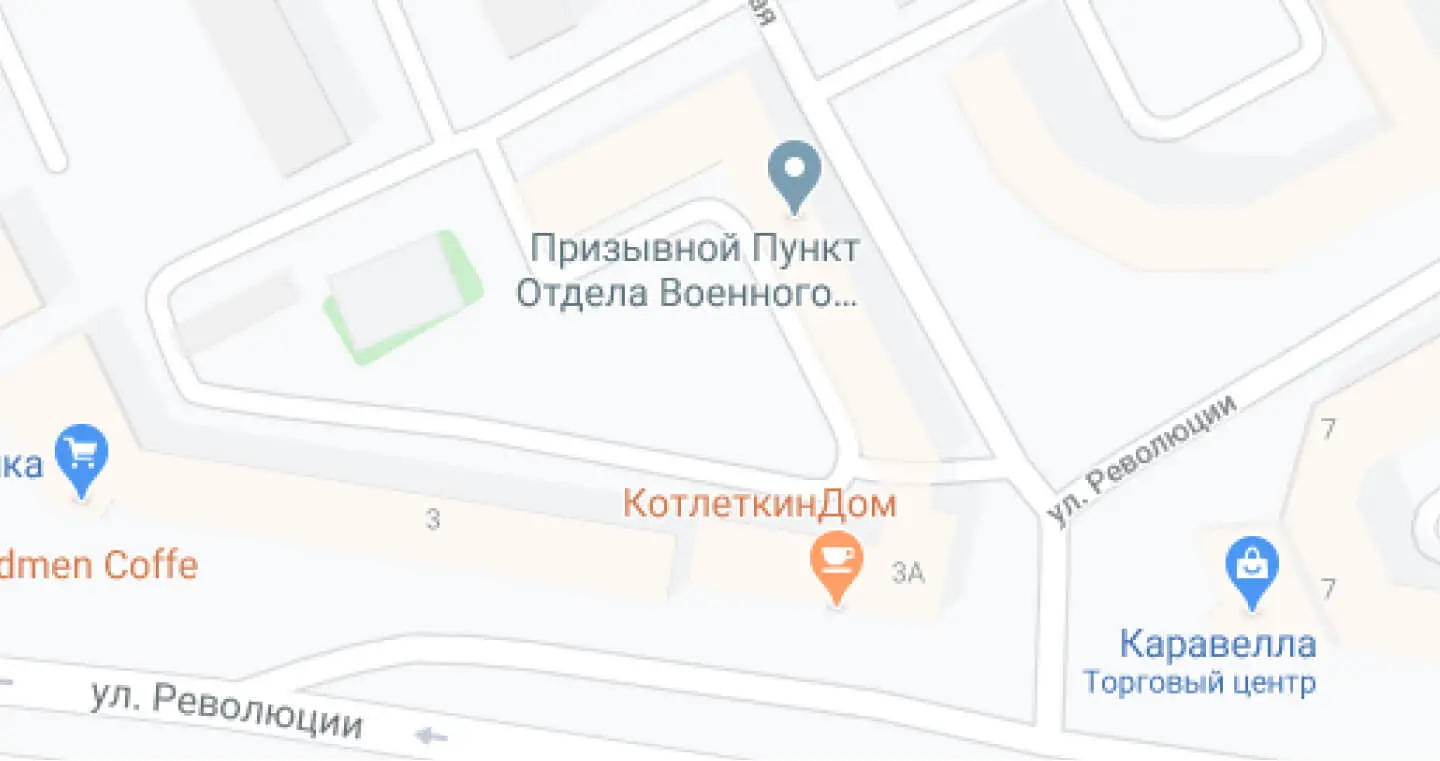 ая
Призывной Пункт
Отдела Военного...
ул. Революции
7
ка
КотлеткинДом
3
dmen Coffe
3А
7
Каравелла
Торговый центр
ул. Революции